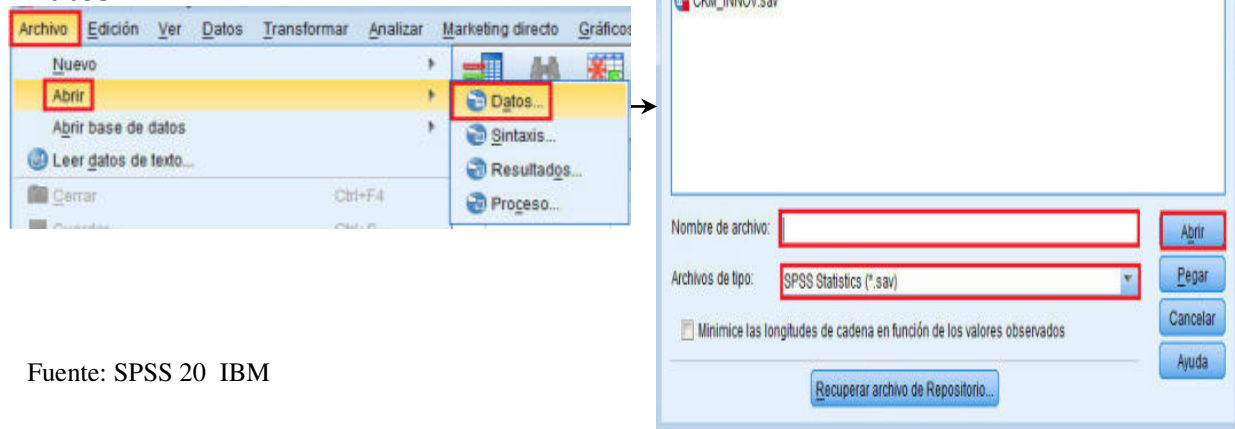 Archivo Edición Ver Datos Transformar Analizar Marketing directo Gráficos
Nuevo
Abrir
Abrir base de datos
Leer datos de texto...
Cerrar Ctrl+F4
Datos...
Sintaxis...
Resultados...
Proceso...
CRM_INNOV.sav
Nombre de archivo:
Abrir
Archivos de tipo: SPSS Statistics (*.sav)
Pegar
Minimice las longitudes de cadena en función de los valores observados
Cancelar
Ayuda
Recuperar archivo de Repositorio...
Fuente: SPSS 20 IBM